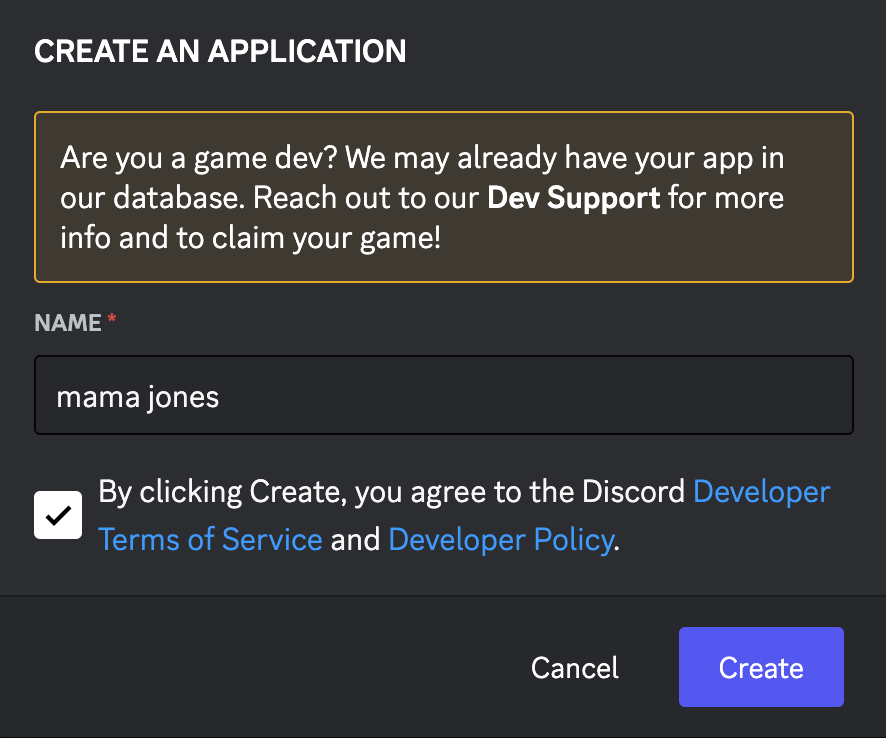 CREATE AN APPLICATION
Are you a game dev? We may already have your app in
our database. Reach out to our Dev Support for more
info and to claim your game!
NAME *
mama jones
By clicking Create, you agree to the Discord Developer
Terms of Service and Developer Policy.
Cancel
Create